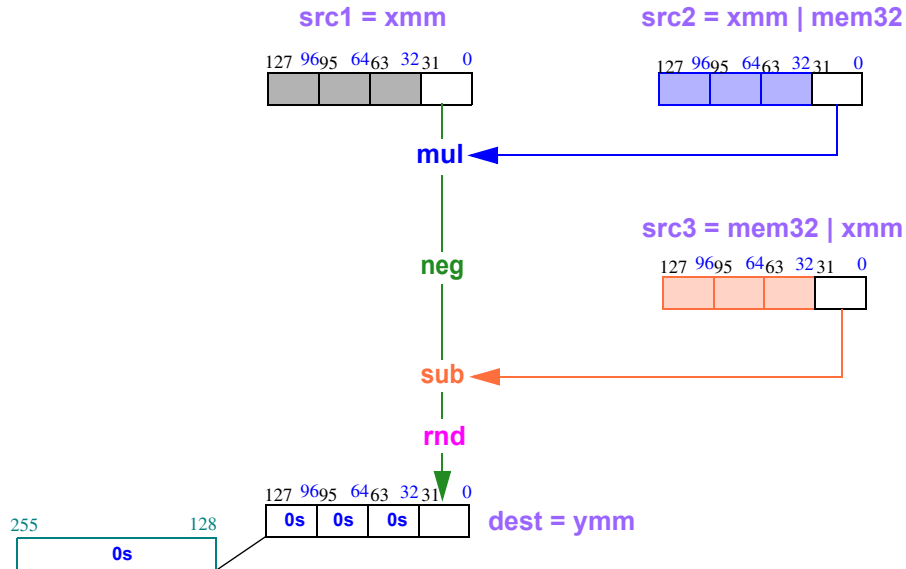 src1 = xmm src2 = xmm | mem32
127 96 95 64 63 32 31 0 127 96 95 64 63 32 31 0
mul
src3 = mem32 | xmm
neg 127 96 95 64 63 32 31 0
sub
rnd
127 96 95 64 63 32 31 0
0s 0s 0s dest = ymm
255 128
0s